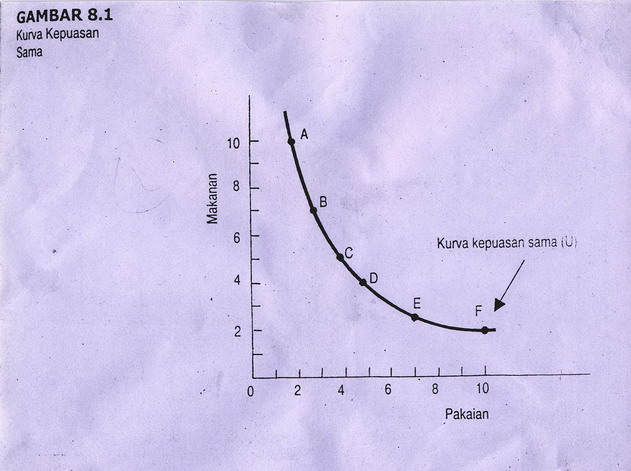 GAMBAR 8.1
Kurva Kepuasan
Sama
10
A
8
B
Makanan
6
Kurva kepuasan sama (U)
C
4
D
E
F
2
0
2
4
6
8
10
Pakaian